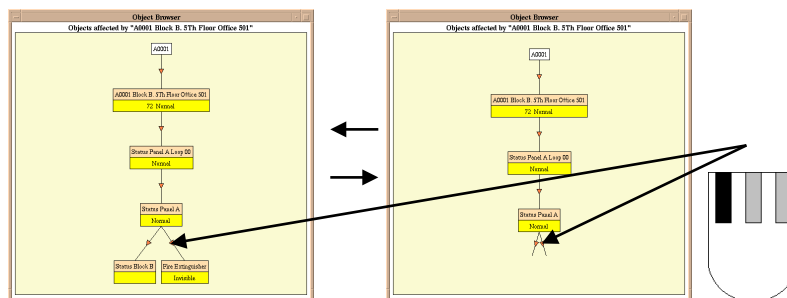 Object Browser
Objects affected by "A0001 Block B. 5Th Floor Office 501"
A0001
A0001 Block B. 5Th Floor Office 501
72 Normal
Status Panel A Loop 00
Normal
Status Panel A
Normal
Status Block B
Fire Extinguisher
Invisible
Object Browser
Objects affected by "A0001 Block B. 5Th Floor Office 501"
A0001
A0001 Block B. 5Th Floor Office 501
72 Normal
Status Panel A Loop 00
Normal
Status Panel A
Normal